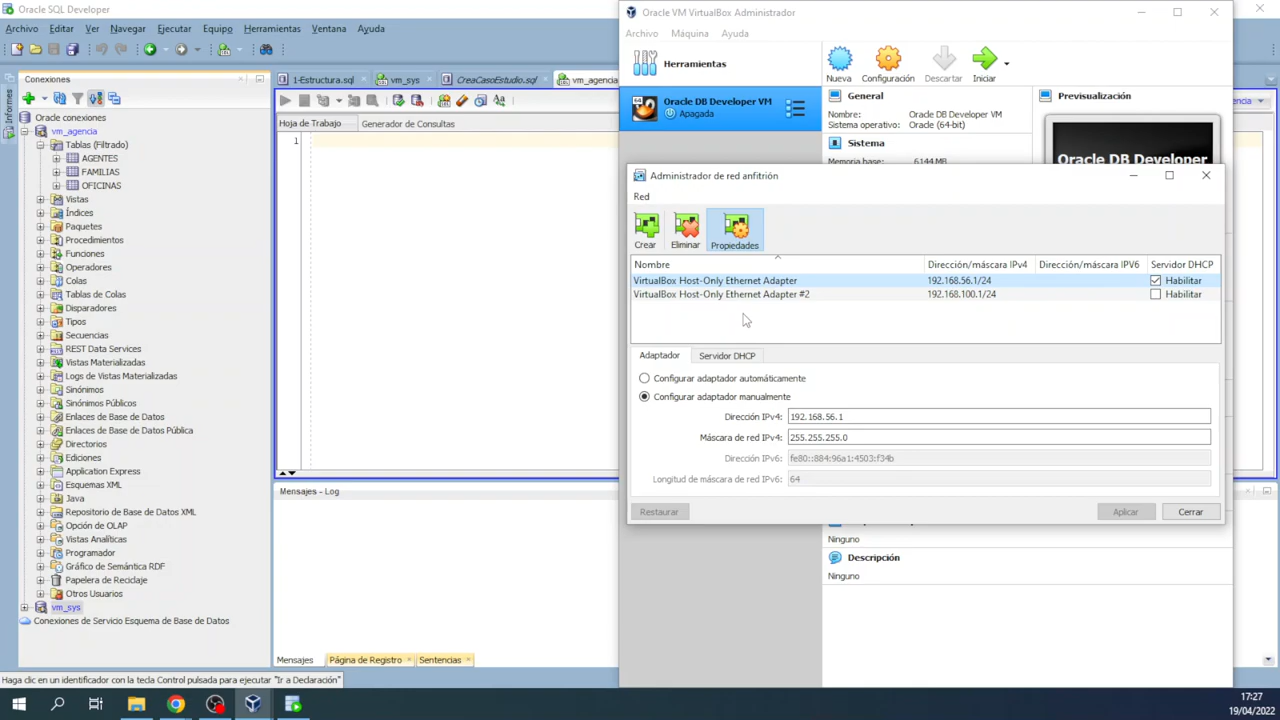 Oracle SQL Developer
Archivo Editar Ver Navegar Ejecutar Equipo Herramientas Ventana Ayuda
Conexiones
Informes
Oracle conexiones
vm_agencia
Tablas (Filtrado)
AGENTES
FAMILIAS
OFICINAS
Vistas
Índices
Paquetes
Procedimientos
Funciones
Operadores
Colas
Tablas de Colas
Disparadores
Tipos
Secuencias
REST Data Services
Vistas Materializadas
Logs de Vistas Materializadas
Sinónimos
Sinónimos Públicos
Enlaces de Base de Datos
Enlaces de Base de Datos Pública
Directorios
Ediciones
Application Express
Esquemas XML
Java
Repositorio de Base de Datos XML
Opción de OLAP
Vistas Analíticas
Programador
Gráfico de Semántica RDF
Papelera de Reciclaje
Otros Usuarios
vm_sys
Conexiones de Servicio Esquema de Base de Datos
1-Estructura.sql vm_sys CreaCasoEstudio.sql vm_agencia
Hoja de Trabajo Generador de Consultas
1
Mensajes - Log
Mensajes Página de Registro Sentencias
Haga clic en un identificador con la tecla Control pulsada para ejecutar "Ir a Declaración"
Oracle VM VirtualBox Administrador
Archivo Máquina Ayuda
Herramientas
Nueva Configuración Descartar Iniciar
Oracle DB Developer VM
Apagada
General
Nombre: Oracle DB Developer VM
Sistema operativo: Oracle (64-bit)
Sistema
Memoria base: 6144 MB
Previsualización
Oracle DB Developer
encia
Administrador de red anfitrión
Red
Crear Eliminar Propiedades
Nombre Dirección/máscara IPv4 Dirección/máscara IPV6 Servidor DHCP
VirtualBox Host-Only Ethernet Adapter 192.168.56.1/24 Habilitar
VirtualBox Host-Only Ethernet Adapter #2 192.168.100.1/24 Habilitar
Adaptador Servidor DHCP
Configurar adaptador automáticamente
Configurar adaptador manualmente
Dirección IPv4: 192.168.56.1
Máscara de red IPv4: 255.255.255.0
Dirección IPv6: fe80::884:96a1:4503:f34b
Longitud de máscara de red IPv6: 64
Restaurar Aplicar Cerrar
Ninguno
Descripción
Ninguno
17:27
19/04/2022